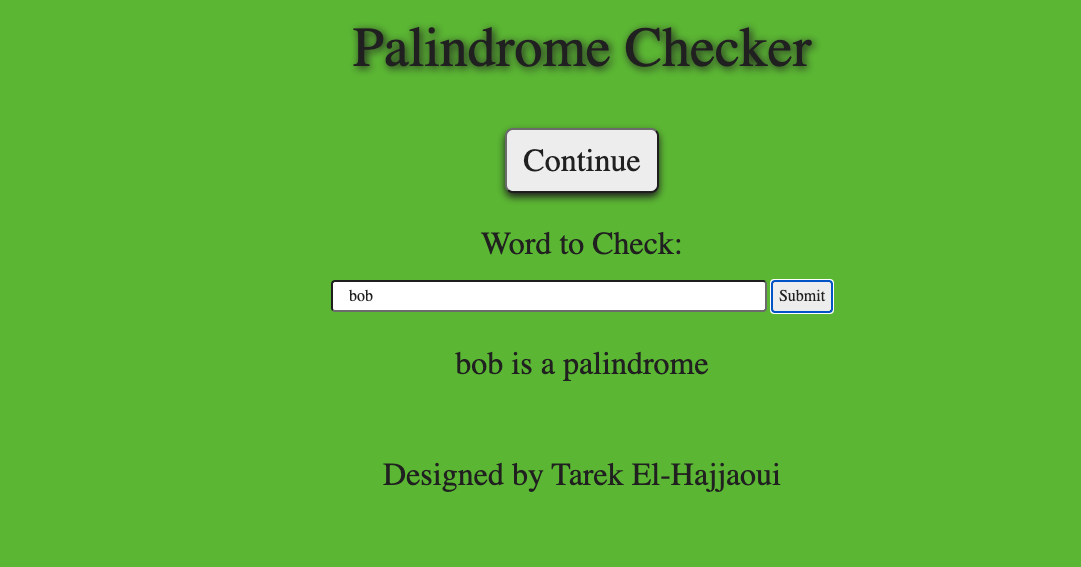 Palindrome Checker
Continue
Word to Check:
bob Submit
bob is a palindrome
Designed by Tarek El-Hajjaoui